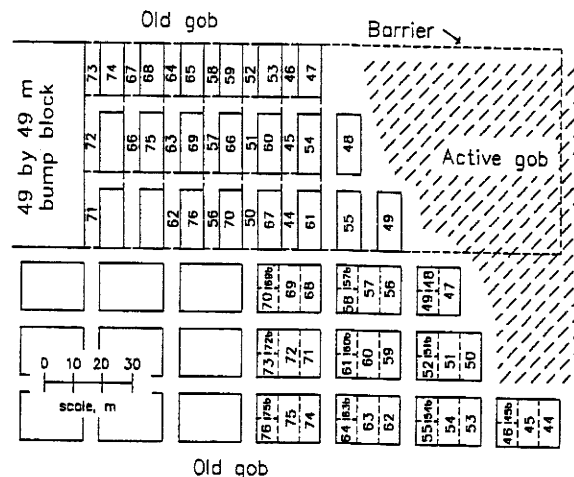 Old gob
Barrier
49 by 49 m
bump block
73 74 67 68 64 65 58 59 52 53 46 47
72 66 75 63 69 57 66 51 60 45 54 48
Active gob
71 62 76 56 70 50 67 44 61 55 49
70 69b 69 68 58 57b 57 56 49 48 47
73 72b 72 71 61 60b 60 59 52 51b 51 50
0 10 20 30
scale, m
76 75b 75 74 64 63b 63 62 55 54b 54 53 46 45b 45 44
Old gob